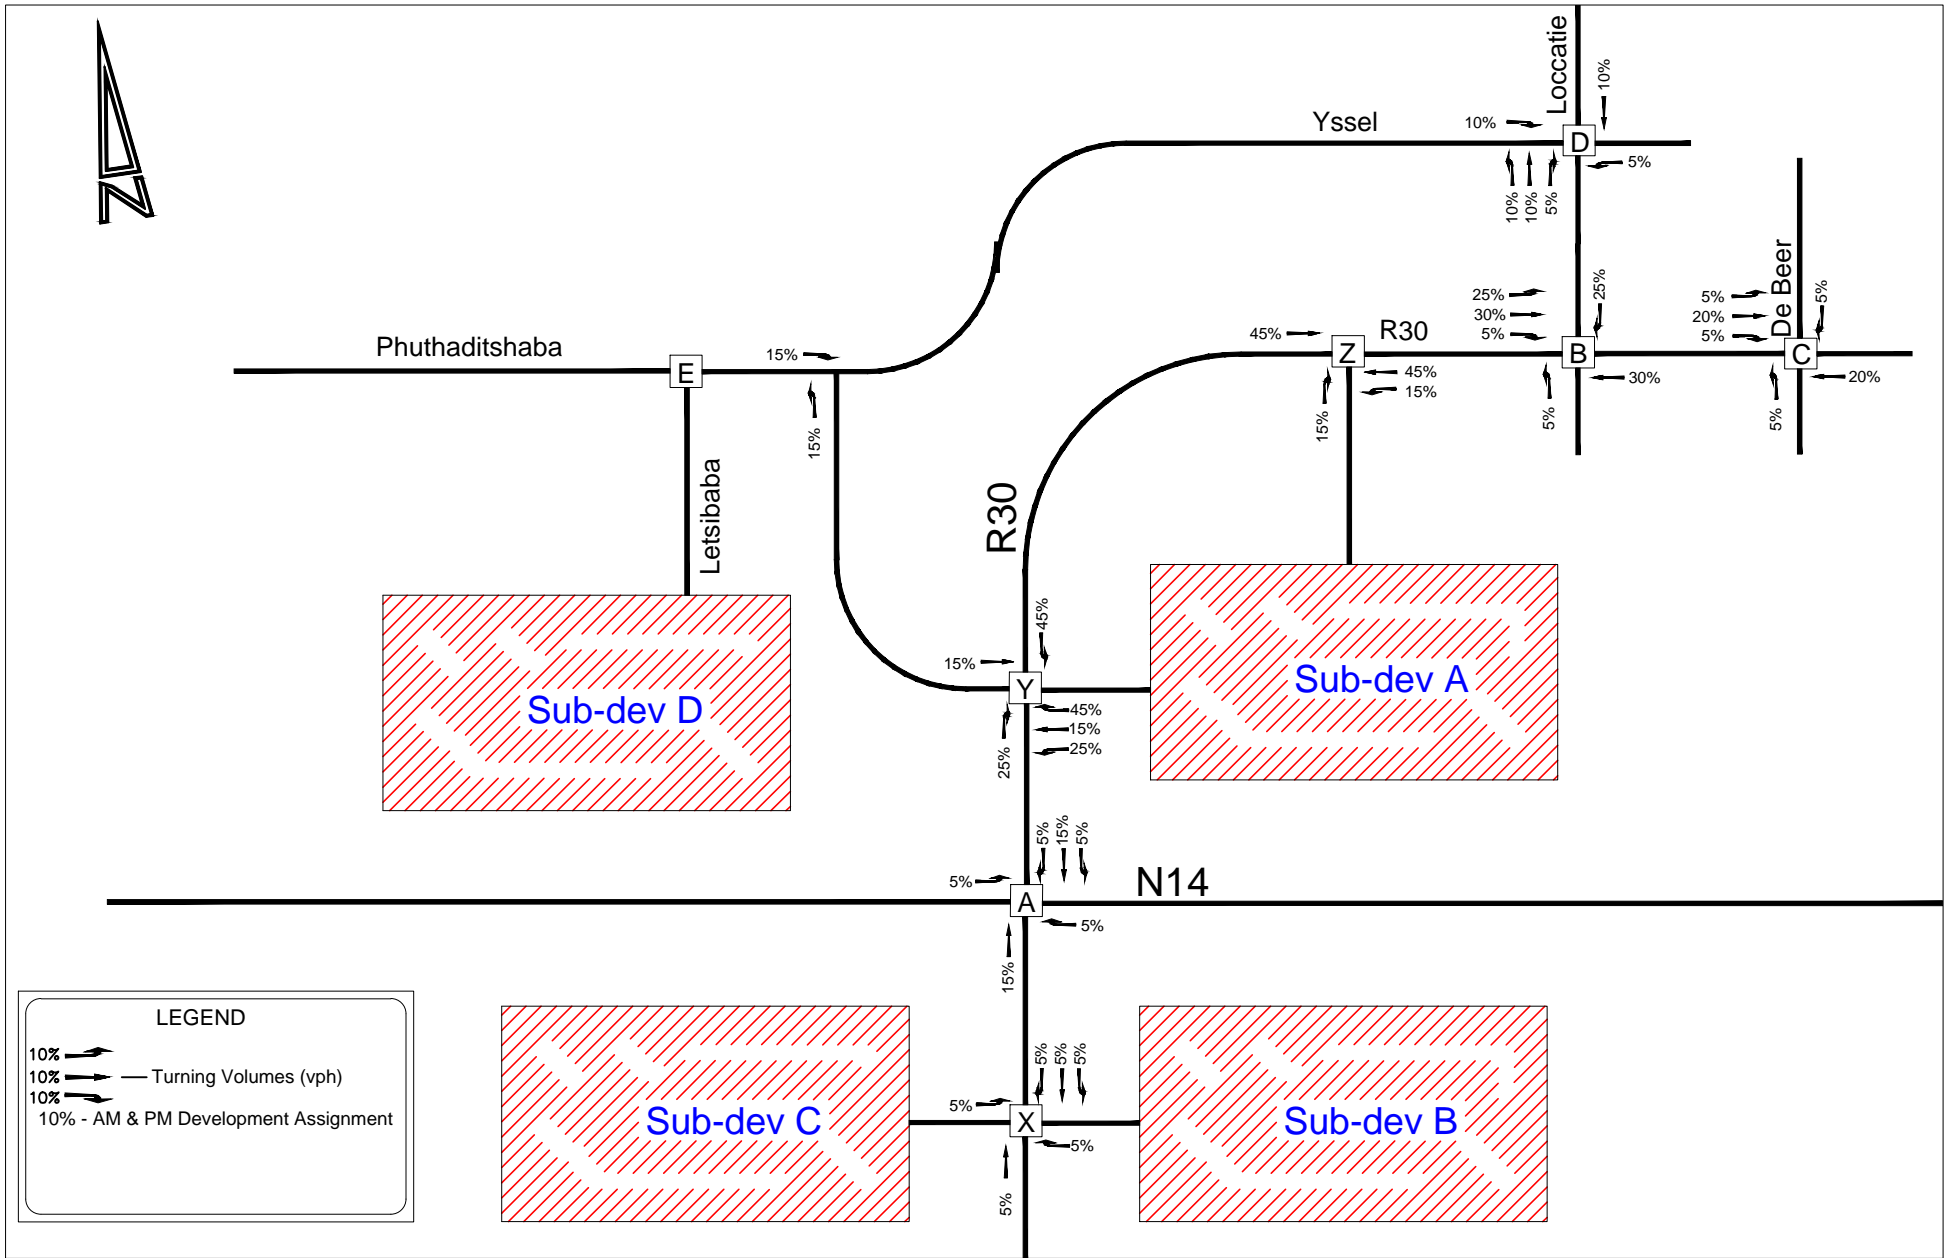 Loccatie
10%
Yssel
10%
D
5%
10%
10%
5%
De Beer
25%
30%
5%
25%
5%
20%
5%
5%
Phuthaditshaba
15%
E
15%
45%
R30
Z
45%
15%
15%
B
30%
5%
C
20%
5%
Letsibaba
R30
45%
15%
Y
45%
15%
25%
25%
Sub-dev A
Sub-dev D
5%
15%
5%
5%
N14
A
5%
15%
LEGEND
10%
10% Turning Volumes (vph)
10%
10% - AM & PM Development Assignment
5%
5%
5%
5%
Sub-dev C
X
Sub-dev B
5%
5%
N